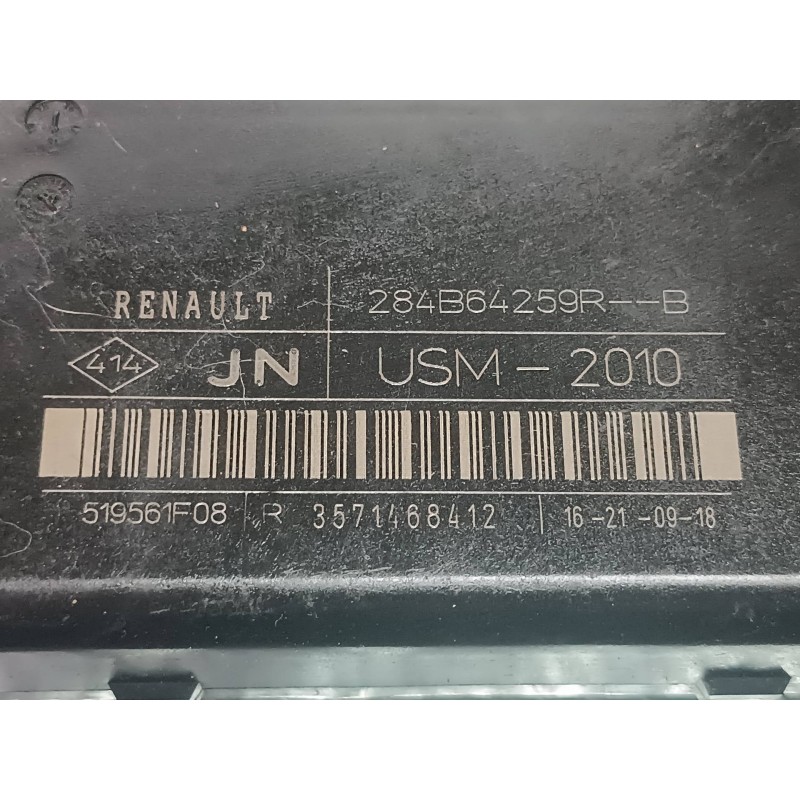 RENAULT 284B64259R--B
414 JN USM-2010
519561F08 R 3571468412 16-21-09-18